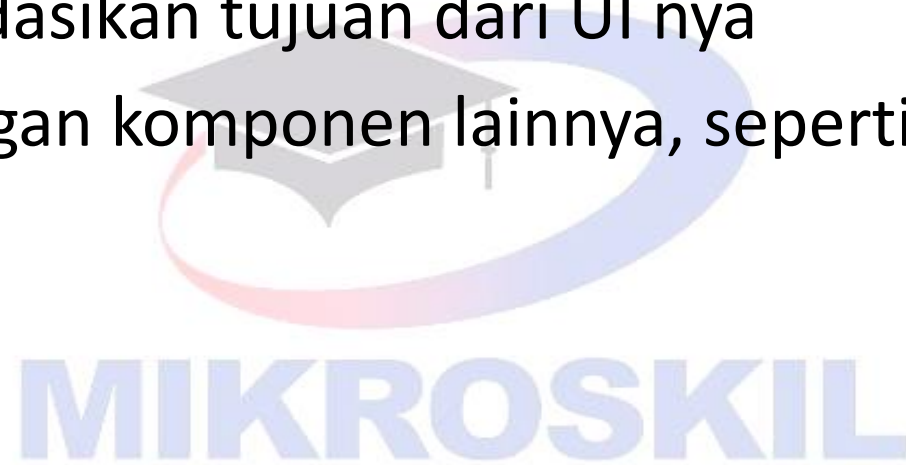 dasikan tujuan dari UI nya
gan komponen lainnya, seperti
MIKROSKIL